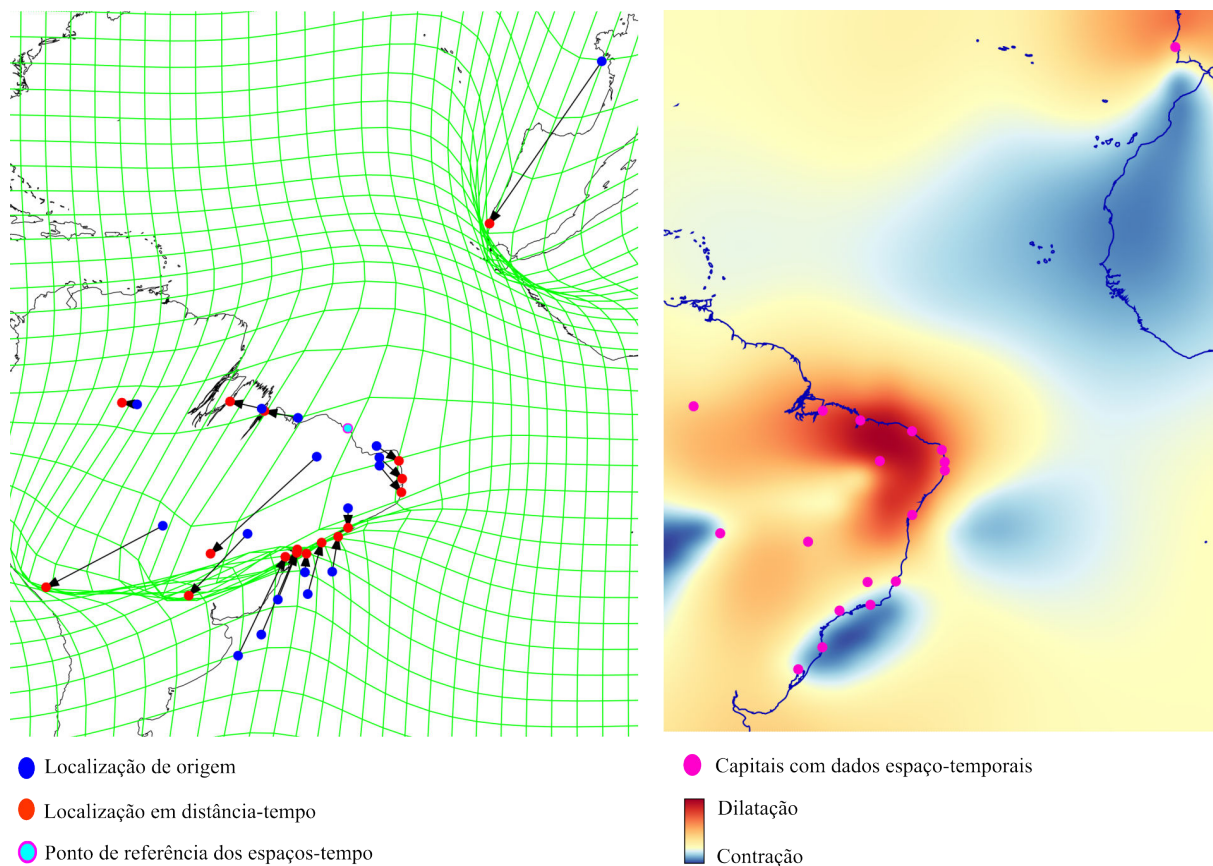 Localização de origem
Localização em distância-tempo
Ponto de referência dos espaços-tempo
Capitais com dados espaço-temporais
Dilatação
Contração